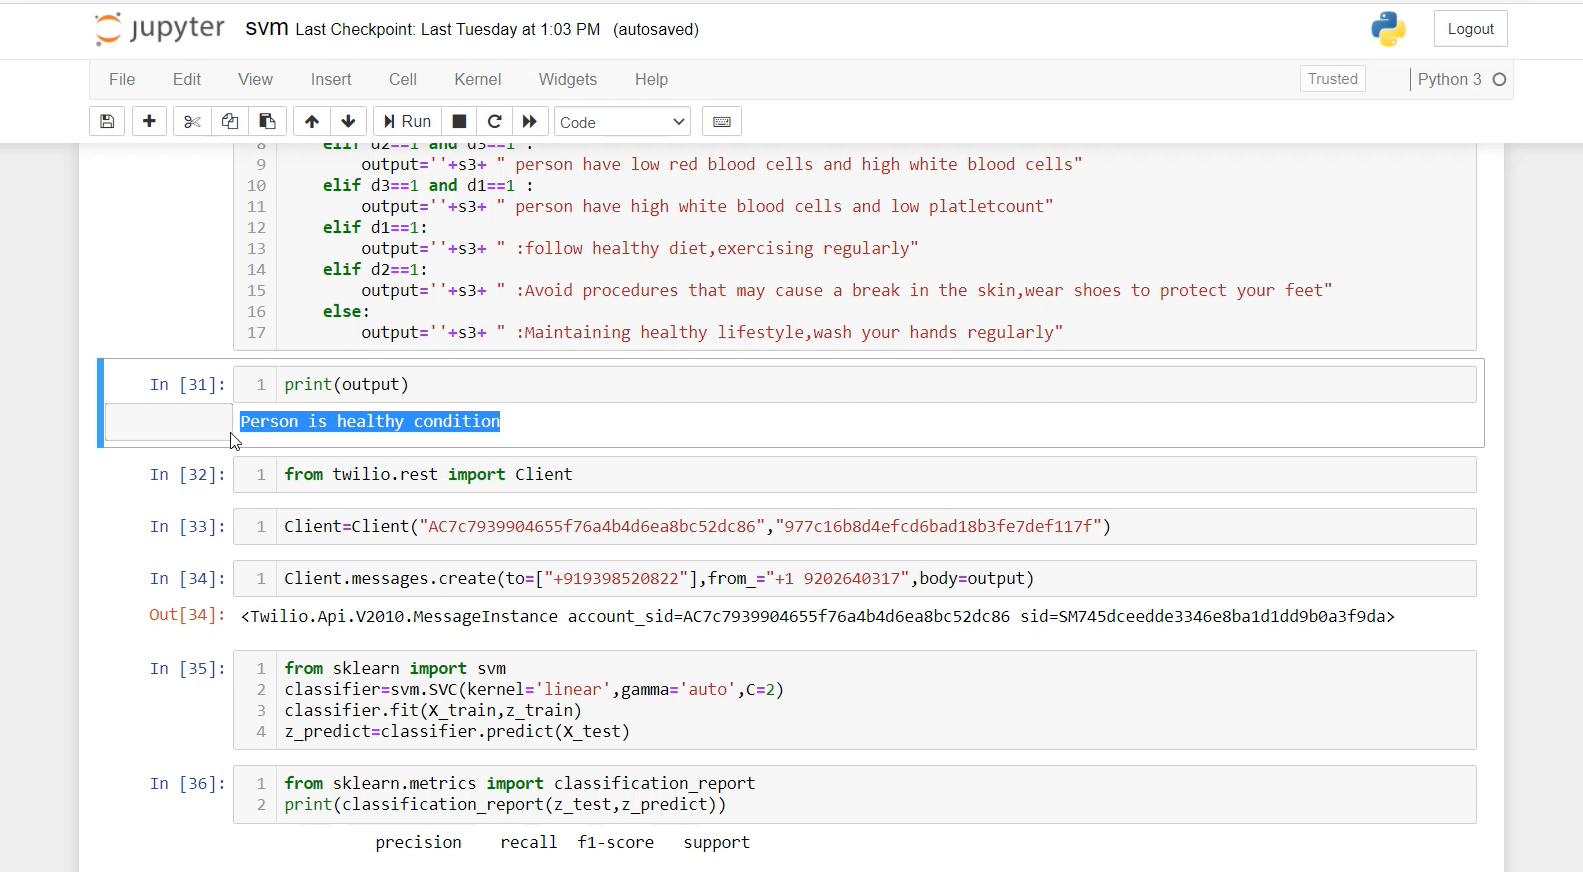 jupyter svm Last Checkpoint: Last Tuesday at 1:03 PM (autosaved) Logout
File Edit View Insert Cell Kernel Widgets Help Trusted Python 3
Run Code
8 elif d2==1 and d3==1 :
9 output=''+s3+ " person have low red blood cells and high white blood cells"
10 elif d3==1 and d1==1 :
11 output=''+s3+ " person have high white blood cells and low platletcount"
12 elif d1==1:
13 output=''+s3+ " :follow healthy diet,exercising regularly"
14 elif d2==1:
15 output=''+s3+ " :Avoid procedures that may cause a break in the skin,wear shoes to protect your feet"
16 else:
17 output=''+s3+ " :Maintaining healthy lifestyle,wash your hands regularly"
In [31]: 1 print(output)
Person is healthy condition
In [32]: 1 from twilio.rest import Client
In [33]: 1 Client=Client("AC7c7939904655f76a4b4d6ea8bc52dc86","977c16b8d4efcd6bad18b3fe7def117f")
In [34]: 1 Client.messages.create(to=["+919398520822"],from_="+1 9202640317",body=output)
Out[34]: <Twilio.Api.V2010.MessageInstance account_sid=AC7c7939904655f76a4b4d6ea8bc52dc86 sid=SM745dceedde3346e8ba1d1dd9b0a3f9da>
In [35]: 1 from sklearn import svm
2 classifier=svm.SVC(kernel='linear',gamma='auto',C=2)
3 classifier.fit(X_train,z_train)
4 z_predict=classifier.predict(X_test)
In [36]: 1 from sklearn.metrics import classification_report
2 print(classification_report(z_test,z_predict))
precision recall f1-score support